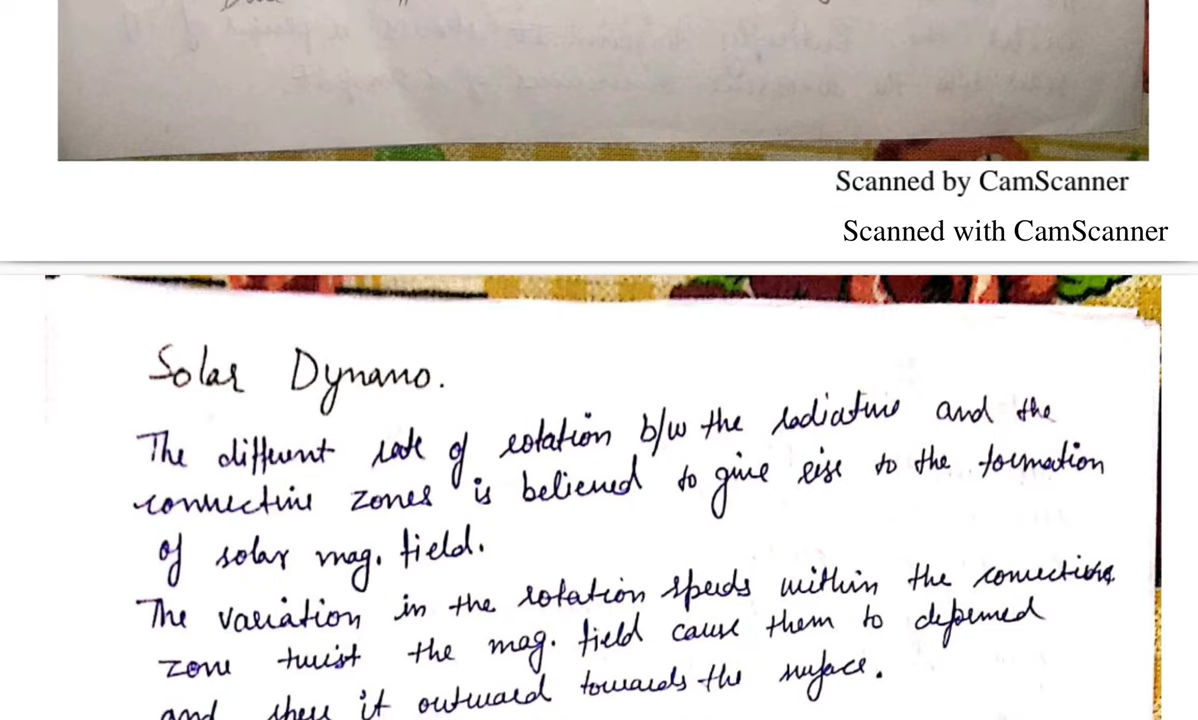 Scanned by CamScanner
Scanned with CamScanner
Solar Dynamo.
The different rate of rotation b/w the radiative and the
convective zones is believed to give rise to the formation
of solar mag. field.
The variation in the rotation speeds within the convective
zone twist the mag. field cause them to deformed
and it outward towards the surface.